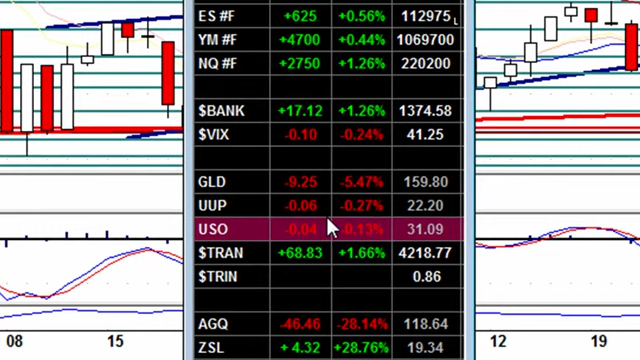 ES #F +625 +0.56% 112975 L
YM #F +4700 +0.44% 1069700
NQ #F +2750 +1.26% 220200
$BANK +17.12 +1.26% 1374.58
$VIX -0.10 -0.24% 41.25
GLD -9.25 -5.47% 159.80
UUP -0.06 -0.27% 22.20
USO -0.04 -0.13% 31.09
$TRAN +68.83 +1.66% 4218.77
$TRIN 0.86
AGQ -46.46 -28.14% 118.64
ZSL + 4.32 +28.76% 19.34
08 15 12 19